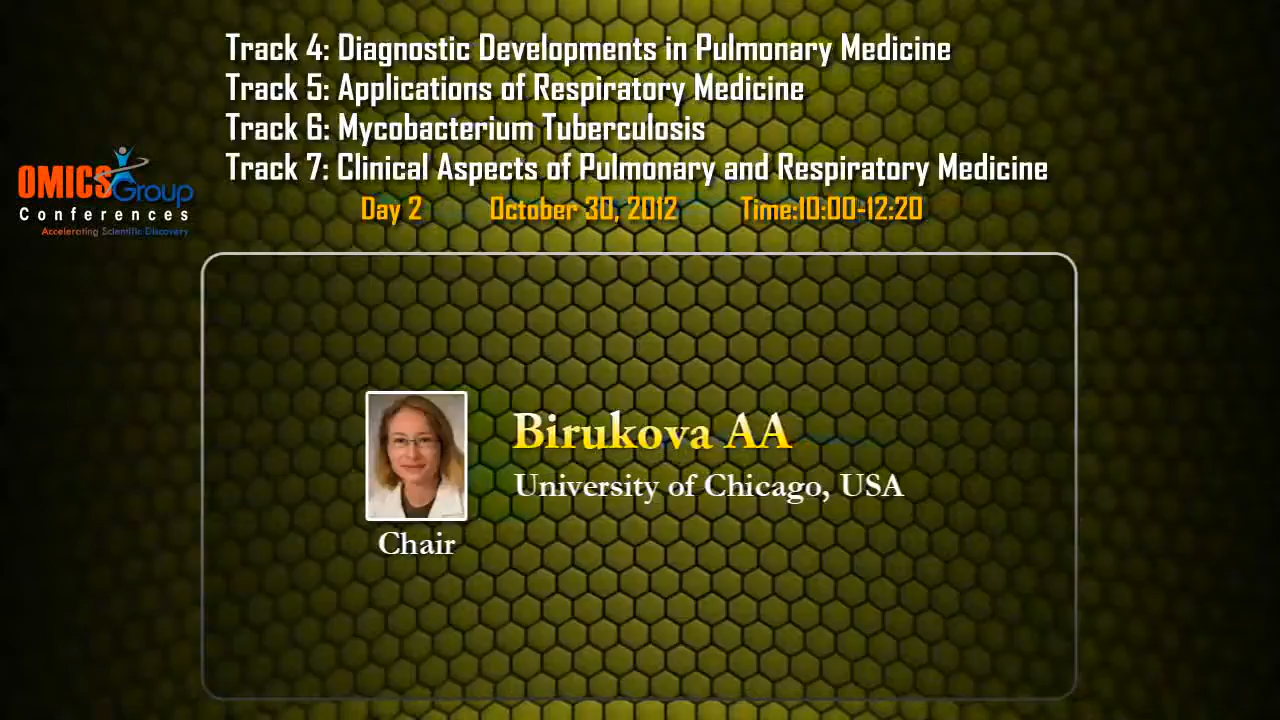 Track 4: Diagnostic Developments in Pulmonary Medicine
Track 5: Applications of Respiratory Medicine
Track 6: Mycobacterium Tuberculosis
Track 7: Clinical Aspects of Pulmonary and Respiratory Medicine
Day 2 October 30, 2012 Time:10:00-12:20
OMICS Group
Conferences
Accelerating Scientific Discovery
Birukova AA
University of Chicago, USA
Chair